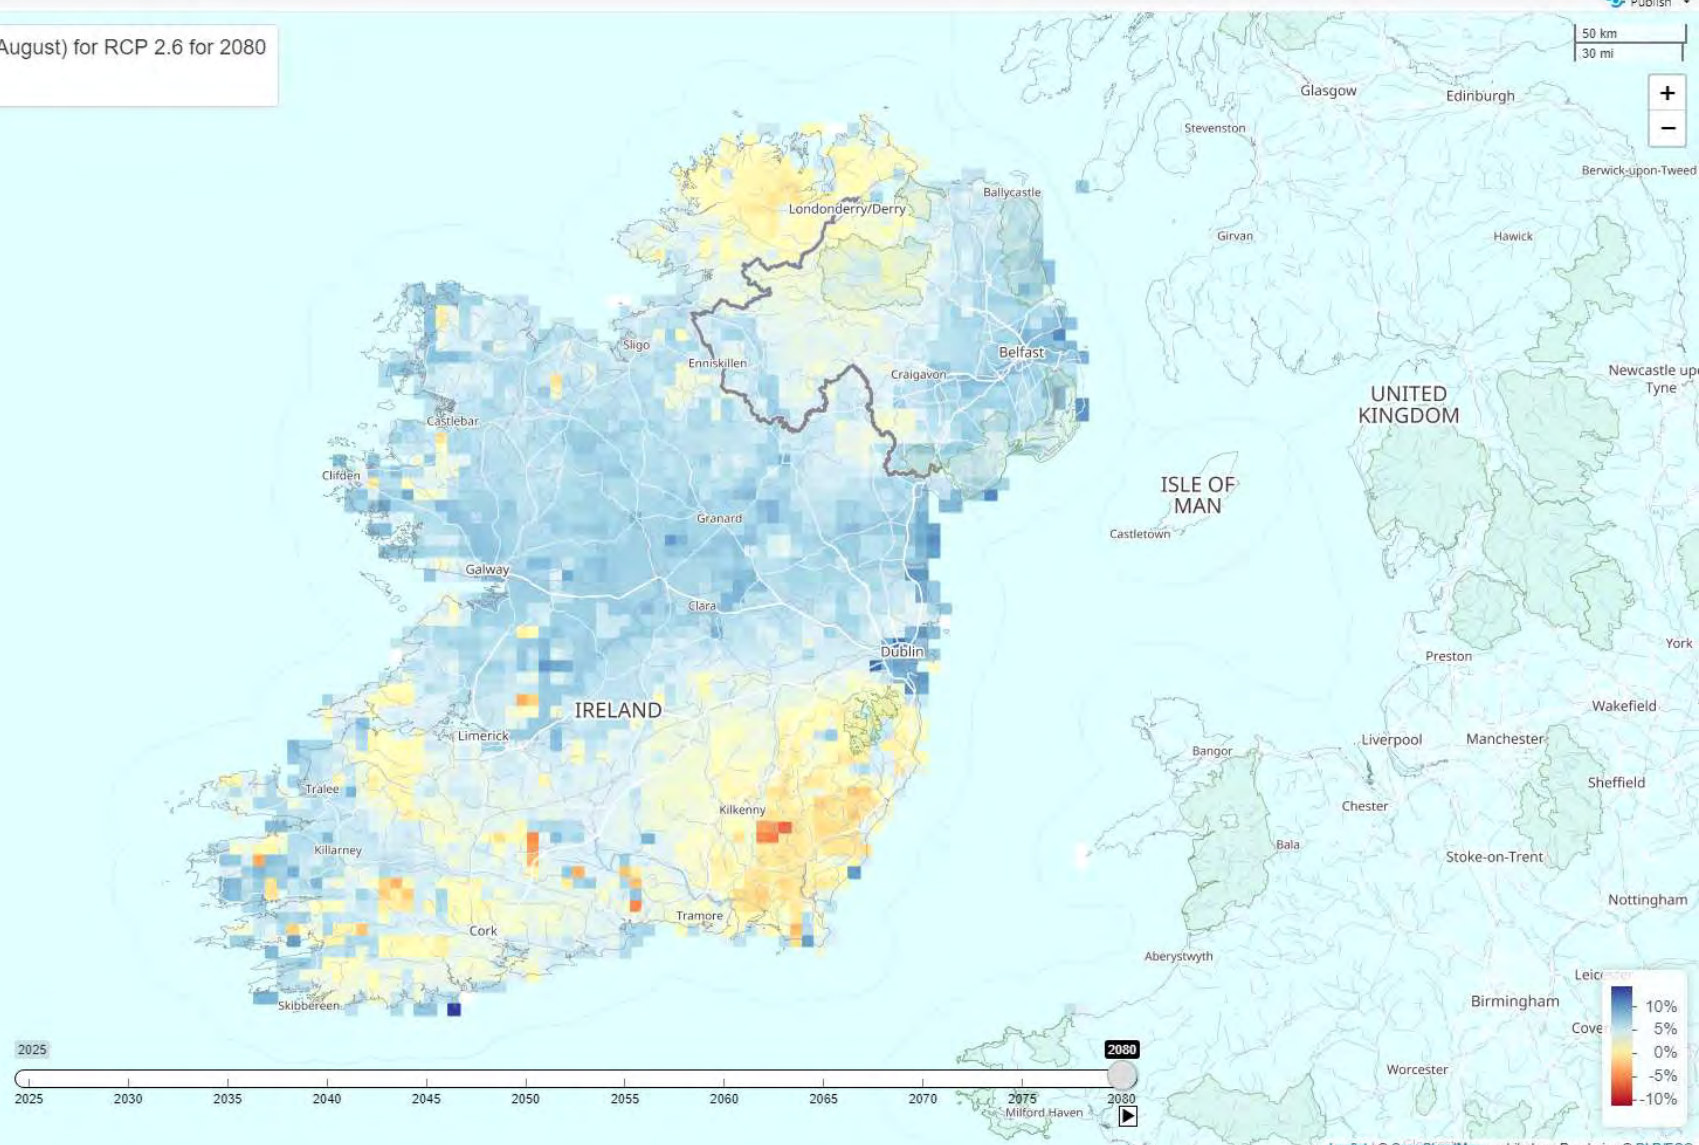 Publish
August) for RCP 2.6 for 2080
50 km
30 mi
+
−
Glasgow
Edinburgh
Stevenston
Berwick-upon-Tweed
Ballycastle
Londonderry/Derry
Girvan
Hawick
Sligo
Enniskillen
Belfast
Craigavon
Newcastle upo
Tyne
UNITED
KINGDOM
Castlebar
Clifden
ISLE OF
MAN
Granard
Castletown
Galway
Clara
Dublin
York
Preston
IRELAND
Wakefield
Limerick
Bangor
Liverpool
Manchester
Tralee
Sheffield
Kilkenny
Chester
Killarney
Bala
Stoke-on-Trent
Nottingham
Tramore
Cork
Aberystwyth
Leicester
Skibbereen
Birmingham
10%
5%
0%
-5%
-10%
2025
2080
Worcester
2025 2030 2035 2040 2045 2050 2055 2060 2065 2070 2075 2080
Milford Haven